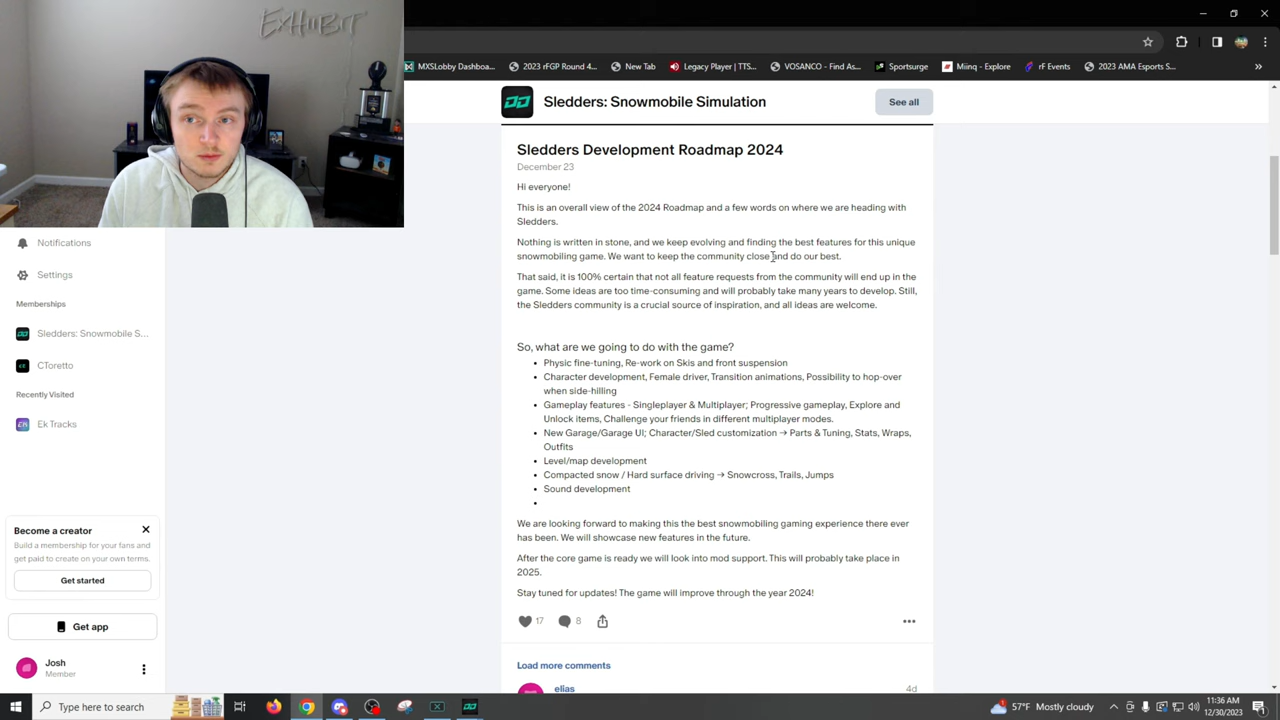 EXHIIBIT
MXSLobby Dashboa...
2023 rFGP Round 4...
New Tab
Legacy Player | TTS...
VOSANCO - Find As...
Sportsurge
Miinq - Explore
rF Events
2023 AMA Esports S...
»
Sledders: Snowmobile Simulation
See all
Sledders Development Roadmap 2024
December 23
Hi everyone!
This is an overall view of the 2024 Roadmap and a few words on where we are heading with
Sledders.
Nothing is written in stone, and we keep evolving and finding the best features for this unique
snowmobiling game. We want to keep the community close and do our best.
That said, it is 100% certain that not all feature requests from the community will end up in the
game. Some ideas are too time-consuming and will probably take many years to develop. Still,
the Sledders community is a crucial source of inspiration, and all ideas are welcome.
So, what are we going to do with the game?
• Physic fine-tuning, Re-work on Skis and front suspension
• Character development, Female driver, Transition animations, Possibility to hop-over
when side-hilling
• Gameplay features - Singleplayer & Multiplayer; Progressive gameplay, Explore and
Unlock items, Challenge your friends in different multiplayer modes.
• New Garage/Garage UI; Character/Sled customization → Parts & Tuning, Stats, Wraps,
Outfits
• Level/map development
• Compacted snow / Hard surface driving → Snowcross, Trails, Jumps
• Sound development
•
We are looking forward to making this the best snowmobiling gaming experience there ever
has been. We will showcase new features in the future.
After the core game is ready we will look into mod support. This will probably take place in
2025.
Stay tuned for updates! The game will improve through the year 2024!
17
8
Load more comments
elias
4d
Notifications
Settings
Memberships
Sledders: Snowmobile S...
CToretto
Recently Visited
Ek Tracks
Become a creator
Build a membership for your fans and
get paid to create on your own terms.
Get started
Get app
Josh
Member
Type here to search
57°F Mostly cloudy
11:36 AM
12/30/2023